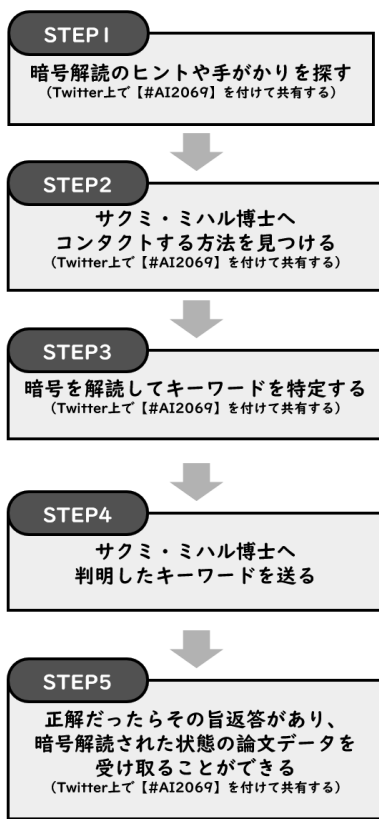 STEP1
暗号解読のヒントや手がかりを探す
(Twitter上で【#AI2069】を付けて共有する)
STEP2
サクミ・ミハル博士へ
コンタクトする方法を見つける
(Twitter上で【#AI2069】を付けて共有する)
STEP3
暗号を解読してキーワードを特定する
(Twitter上で【#AI2069】を付けて共有する)
STEP4
サクミ・ミハル博士へ
判明したキーワードを送る
STEP5
正解だったらその旨返答があり、
暗号解読された状態の論文データを
受け取ることができる
(Twitter上で【#AI2069】を付けて共有する)